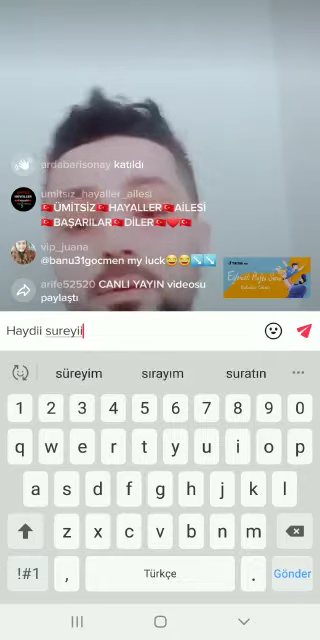 ardabarisonay katıldı
umitsiz_hayaller_ailesi
🇹🇷ÜMİTSİZ🇹🇷HAYALLER🇹🇷AİLESİ
🇹🇷BAŞARILAR🇹🇷DİLER🇹🇷❤️🇹🇷
vip_juana
@banu31gocmen my luck😂😂↘️↘️
arife52520 CANLI YAYIN videosu
paylaştı
Haydii sureyii
süreyim sırayım suratın
1 2 3 4 5 6 7 8 9 0
q w e r t y u i o p
a s d f g h j k l
z x c v b n m
!#1 , Türkçe . Gönder